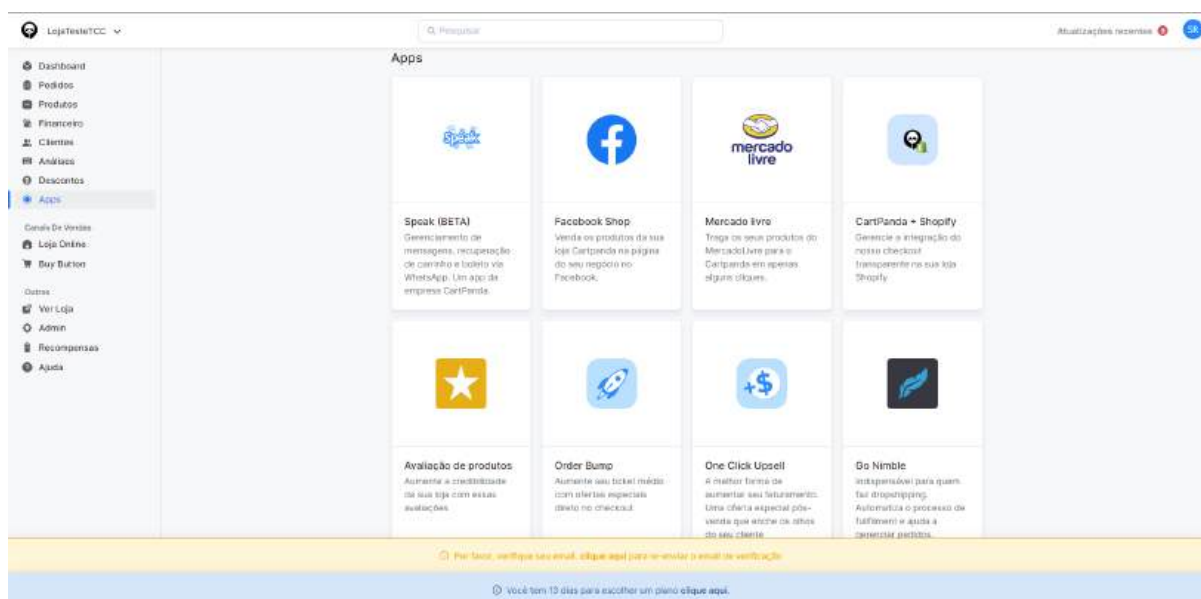 LojaTesteTCC
Pesquisar
Atualizações recentes
SR
Dashboard
Pedidos
Produtos
Financeiro
Clientes
Análises
Descontos
Apps
Canais De Vendas
Loja Online
Buy Button
Outros
Ver Loja
Admin
Recompensas
Ajuda
Apps
Speak
mercado
livre
Speak (BETA)
Gerenciamento de
mensagens, recuperação
de carrinho e boleto via
WhatsApp. Um app da
empresa CartPanda.
Facebook Shop
Venda os produtos da sua
loja Cartpanda na página
do seu negócio no
Facebook.
Mercado livre
Traga os seus produtos do
MercadoLivre para o
Cartpanda em apenas
alguns cliques.
CartPanda + Shopify
Gerencie a integração do
nosso checkout
transparente na sua loja
Shopify
Avaliação de produtos
Aumente a credibilidade
da sua loja com essas
avaliações
Order Bump
Aumente seu ticket médio
com ofertas especiais
direto no checkout
One Click Upsell
A melhor forma de
aumentar seu faturamento.
Uma oferta especial pós-
venda que enche os olhos
do seu cliente
Go Nimble
Indispensável para quem
faz dropshipping.
Automatiza o processo de
fulfilment e ajuda a
gerenciar pedidos.
Por favor, verifique seu email, clique aqui para re-enviar o email de verificação
Você tem 13 dias para escolher um plano clique aqui.